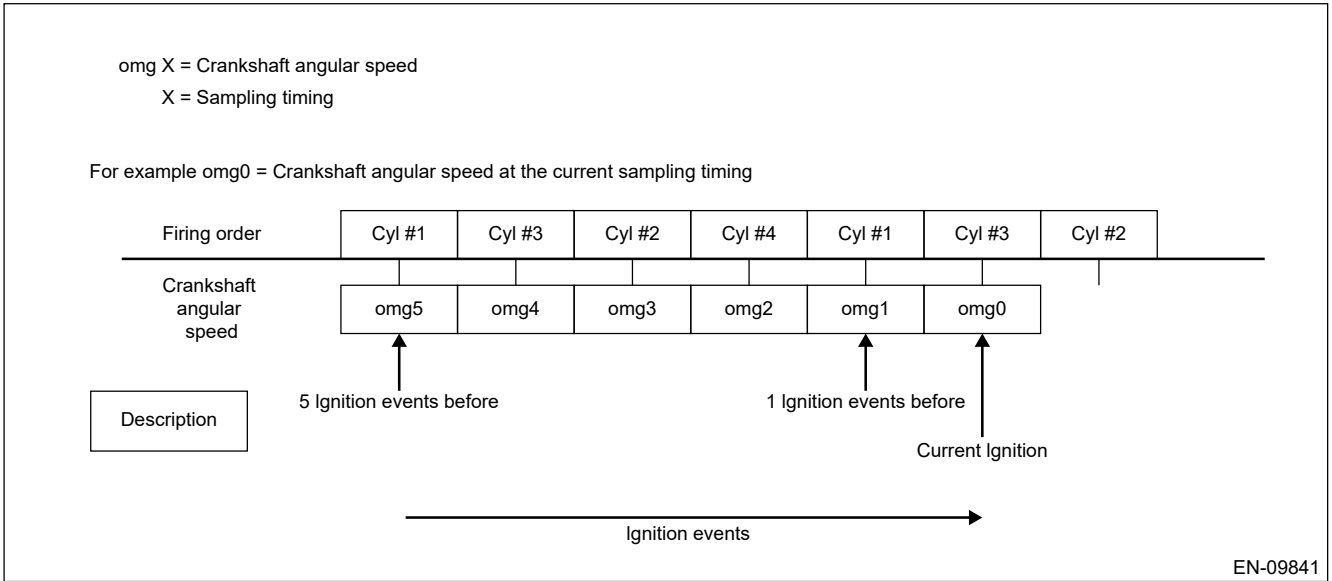 omg X = Crankshaft angular speed
X = Sampling timing
For example omg0 = Crankshaft angular speed at the current sampling timing
Firing order
Cyl #1 Cyl #3 Cyl #2 Cyl #4 Cyl #1 Cyl #3 Cyl #2
Crankshaft
angular
speed
omg5 omg4 omg3 omg2 omg1 omg0
5 Ignition events before
1 Ignition events before
Description
Current Ignition
Ignition events
EN-09841